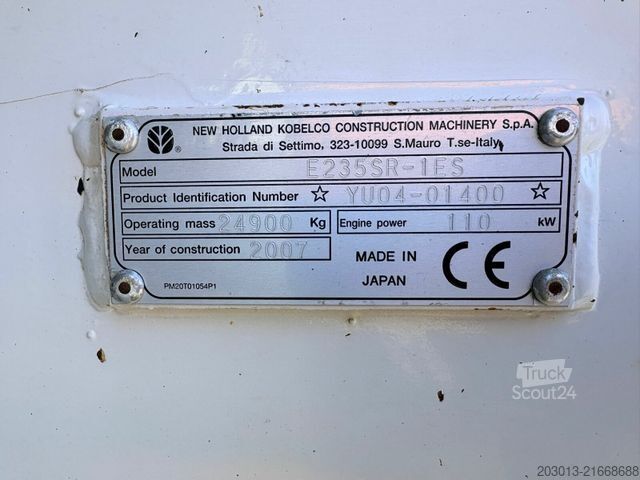 NEW HOLLAND KOBELCO CONSTRUCTION MACHINERY S.p.A.
Strada di Settimo, 323-10099 S.Mauro T.se-Italy
Model E235SR-1ES
Product Identification Number ☆ YU04-01400 ☆
Operating mass 24900 Kg Engine power 110 kW
Year of construction 2007
MADE IN
JAPAN
CE
PM20T01054P1
Truck
Scout24
203013-21668688